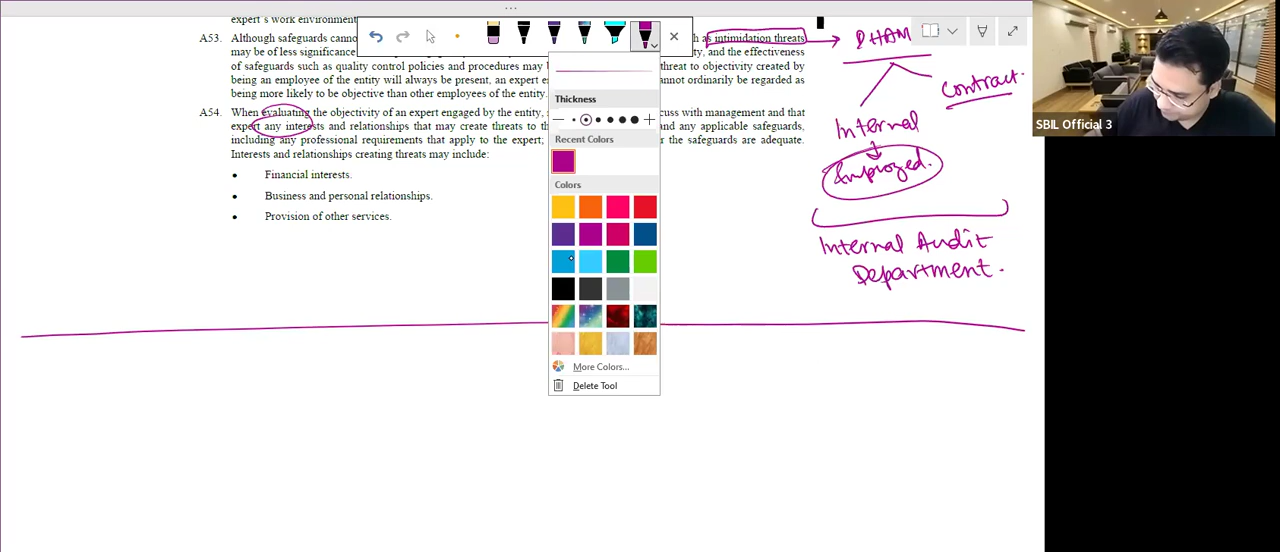 expert's work environment
A53. Although safeguards canno
h as intimidation threats
may be of less significance
ty, and the effectiveness
of safeguards such as quality control policies and procedures may
threat to objectivity created by
being an employee of the entity will always be present, an expert e
annot ordinarily be regarded as
being more likely to be objective than other employees of the entity
A54. When evaluating the objectivity of an expert engaged by the entity,
scuss with management and that
expert any interests and relationships that may create threats to th
and any applicable safeguards,
including any professional requirements that apply to the expert;
r the safeguards are adequate.
Interests and relationships creating threats may include:
• Financial interests.
• Business and personal relationships.
• Provision of other services.
Thickness
Recent Colors
Colors
More Colors...
Delete Tool
DHAM
Contract.
Internal
Employed.
Internal Audit
Department.
SBIL Official 3